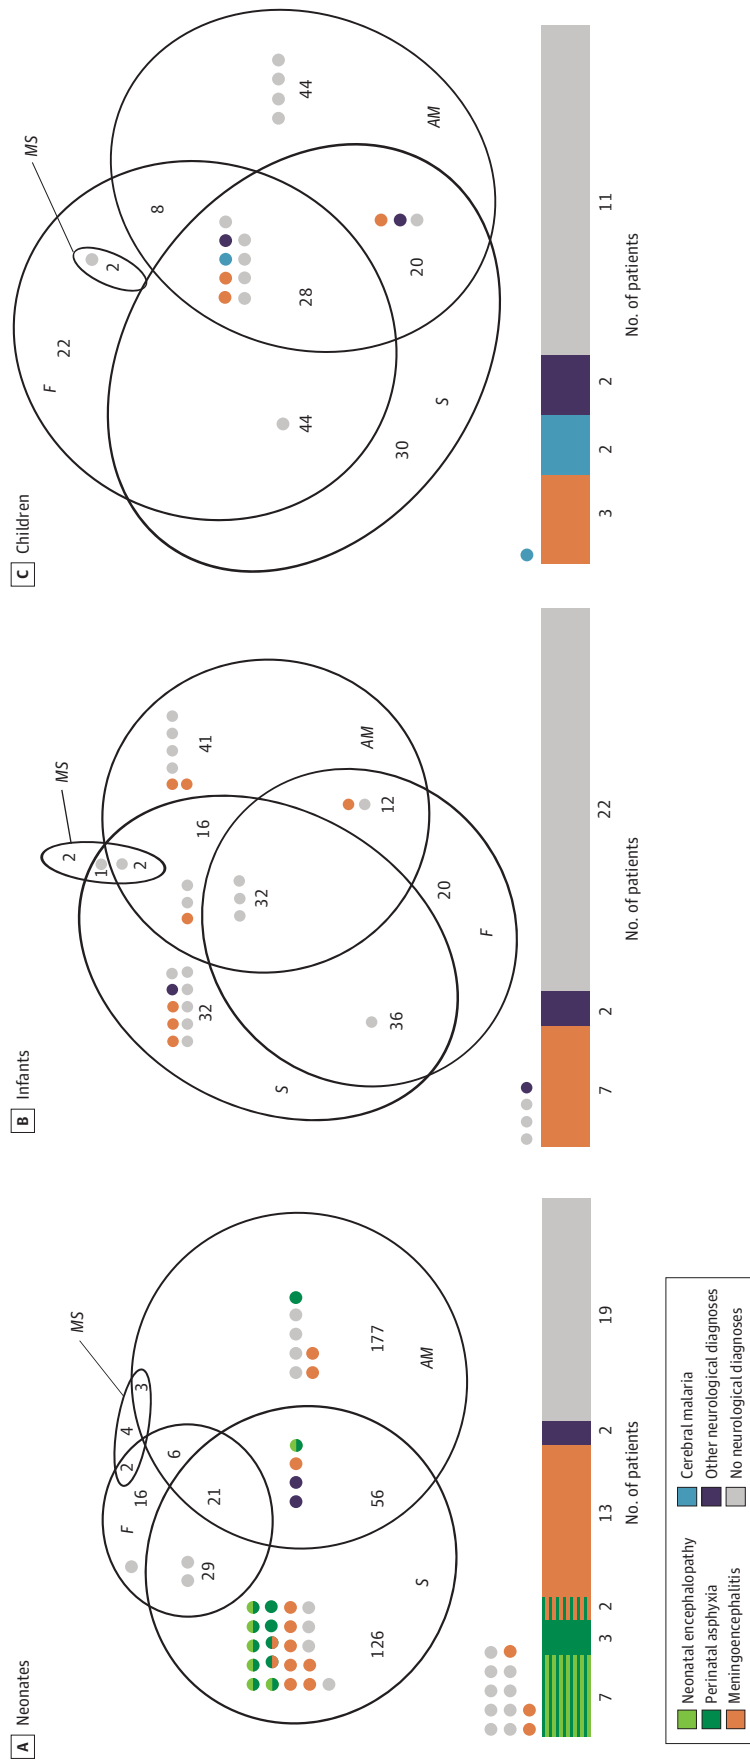 A Neonates
MS
2
4
3
F
16
6
29
21
126
56
177
S
AM
7
3
2
13
2
19
No. of patients
B Infants
MS
2
1
2
16
41
32
32
S
AM
36
12
20
F
7
2
22
No. of patients
C Children
MS
2
F
22
8
44
44
28
AM
20
30
S
3
2
2
11
No. of patients
Neonatal encephalopathy
Perinatal asphyxia
Meningoencephalitis
Cerebral malaria
Other neurological diagnoses
No neurological diagnoses